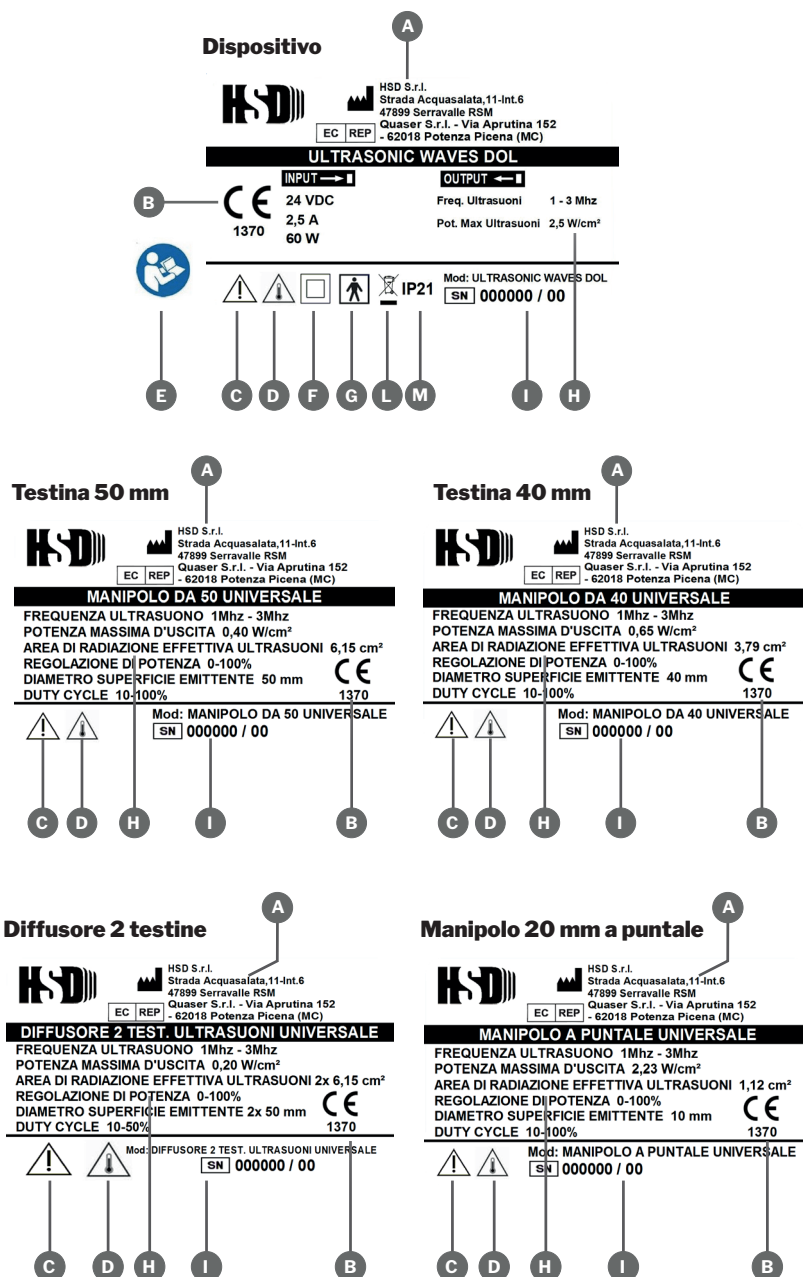 A
Dispositivo
HSD
HSD S.r.l.
Strada Acquasalata,11-Int.6
47899 Serravalle RSM
EC REP Quaser S.r.l. - Via Aprutina 152
- 62018 Potenza Picena (MC)
ULTRASONIC WAVES DOL
INPUT
OUTPUT
B
CE
1370
24 VDC
2,5 A
60 W
Freq. Ultrasuoni 1 - 3 Mhz
Pot. Max Ultrasuoni 2,5 W/cm²
IP21
Mod: ULTRASONIC WAVES DOL
SN 000000 / 00
E C D F G L M I H
A
Testina 50 mm
HSD
HSD S.r.l.
Strada Acquasalata,11-Int.6
47899 Serravalle RSM
EC REP Quaser S.r.l. - Via Aprutina 152
- 62018 Potenza Picena (MC)
MANIPOLO DA 50 UNIVERSALE
FREQUENZA ULTRASUONO 1Mhz - 3Mhz
POTENZA MASSIMA D'USCITA 0,40 W/cm²
AREA DI RADIAZIONE EFFETTIVA ULTRASUONI 6,15 cm²
REGOLAZIONE DI POTENZA 0-100%
DIAMETRO SUPERFICIE EMITTENTE 50 mm
DUTY CYCLE 10-100%
CE
1370
Mod: MANIPOLO DA 50 UNIVERSALE
SN 000000 / 00
C D H I B
A
Testina 40 mm
HSD
HSD S.r.l.
Strada Acquasalata,11-Int.6
47899 Serravalle RSM
EC REP Quaser S.r.l. - Via Aprutina 152
- 62018 Potenza Picena (MC)
MANIPOLO DA 40 UNIVERSALE
FREQUENZA ULTRASUONO 1Mhz - 3Mhz
POTENZA MASSIMA D'USCITA 0,65 W/cm²
AREA DI RADIAZIONE EFFETTIVA ULTRASUONI 3,79 cm²
REGOLAZIONE DI POTENZA 0-100%
DIAMETRO SUPERFICIE EMITTENTE 40 mm
DUTY CYCLE 10-100%
CE
1370
Mod: MANIPOLO DA 40 UNIVERSALE
SN 000000 / 00
C D H I B
A
Diffusore 2 testine
HSD
HSD S.r.l.
Strada Acquasalata,11-Int.6
47899 Serravalle RSM
EC REP Quaser S.r.l. - Via Aprutina 152
- 62018 Potenza Picena (MC)
DIFFUSORE 2 TEST. ULTRASUONI UNIVERSALE
FREQUENZA ULTRASUONO 1Mhz - 3Mhz
POTENZA MASSIMA D'USCITA 0,20 W/cm²
AREA DI RADIAZIONE EFFETTIVA ULTRASUONI 2x 6,15 cm²
REGOLAZIONE DI POTENZA 0-100%
DIAMETRO SUPERFICIE EMITTENTE 2x 50 mm
DUTY CYCLE 10-50%
CE
1370
Mod: DIFFUSORE 2 TEST. ULTRASUONI UNIVERSALE
SN 000000 / 00
C D H I B
A
Manipolo 20 mm a puntale
HSD
HSD S.r.l.
Strada Acquasalata,11-Int.6
47899 Serravalle RSM
EC REP Quaser S.r.l. - Via Aprutina 152
- 62018 Potenza Picena (MC)
MANIPOLO A PUNTALE UNIVERSALE
FREQUENZA ULTRASUONO 1Mhz - 3Mhz
POTENZA MASSIMA D'USCITA 2,23 W/cm²
AREA DI RADIAZIONE EFFETTIVA ULTRASUONI 1,12 cm²
REGOLAZIONE DI POTENZA 0-100%
DIAMETRO SUPERFICIE EMITTENTE 10 mm
DUTY CYCLE 10-100%
CE
1370
Mod: MANIPOLO A PUNTALE UNIVERSALE
SN 000000 / 00
C D H I B